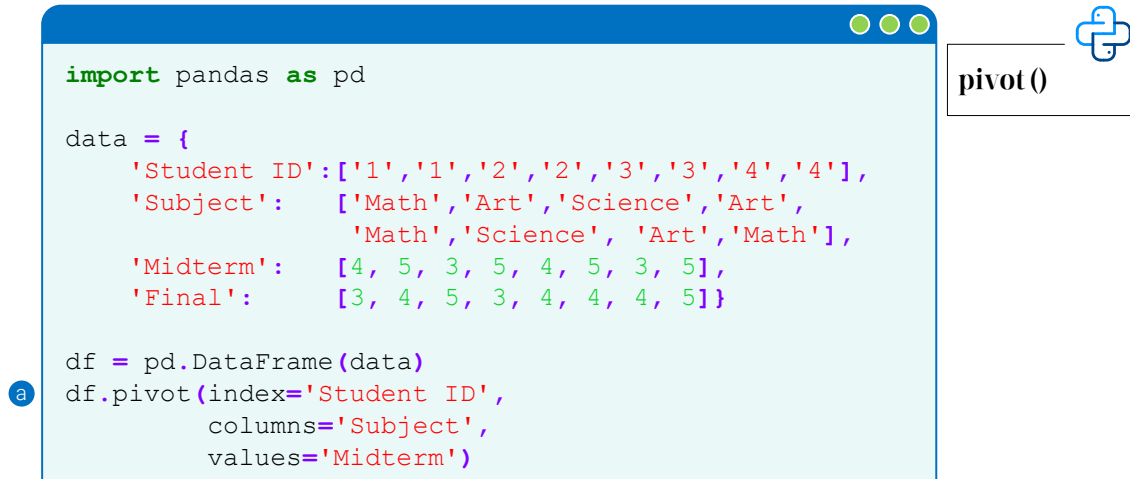 import pandas as pd
pivot ()
data = {
    'Student ID':['1','1','2','2','3','3','4','4'],
    'Subject':   ['Math','Art','Science','Art',
                  'Math','Science', 'Art','Math'],
    'Midterm':   [4, 5, 3, 5, 4, 5, 3, 5],
    'Final':     [3, 4, 5, 3, 4, 4, 4, 5]}
df = pd.DataFrame(data)
a df.pivot(index='Student ID',
         columns='Subject',
         values='Midterm')